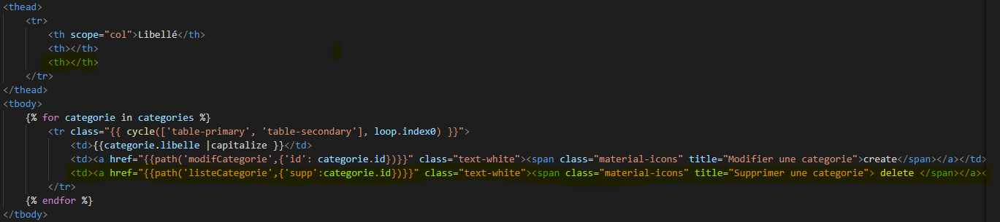 <thead>
<tr>
<th scope="col">Libellé</th>
<th></th>
<th></th>
</tr>
</thead>
<tbody>
{% for categorie in categories %}
<tr class="{{ cycle(['table-primary', 'table-secondary'], loop.index0) }}">
<td>{{categorie.libelle |capitalize }}</td>
<td><a href="{{path('modifCategorie',{'id': categorie.id})}}" class="text-white"><span class="material-icons" title="Modifier une categorie">create</span></a></td>
<td><a href="{{path('listeCategorie',{'supp':categorie.id})}}" class="text-white"><span class="material-icons" title="Supprimer une categorie"> delete </span></a><
</tr>
{% endfor %}
</tbody>